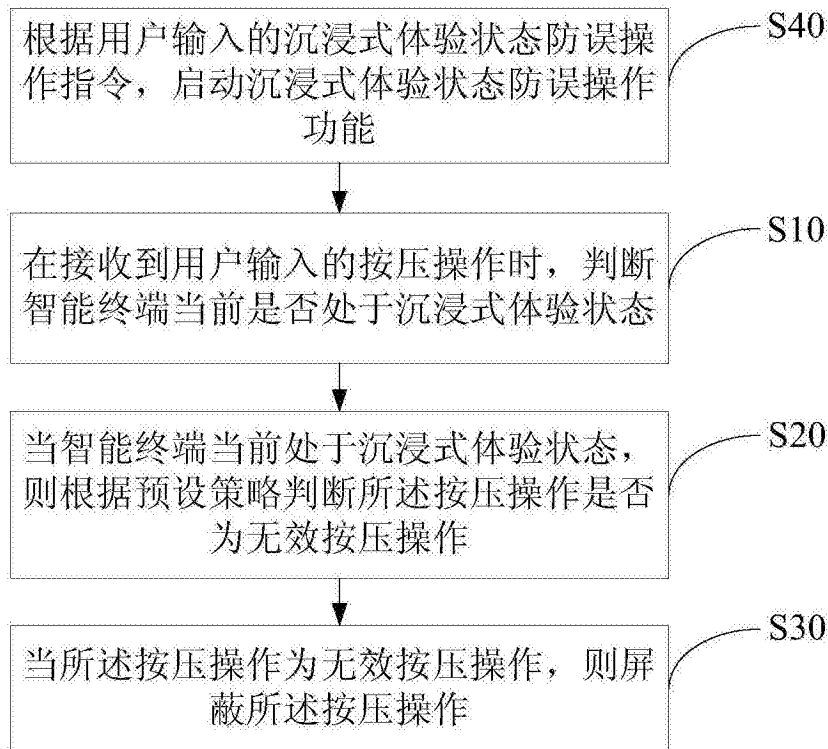 根据用户输入的沉浸式体验状态防误操
作指令，启动沉浸式体验状态防误操作
功能
S40
在接收到用户输入的按压操作时，判断
智能终端当前是否处于沉浸式体验状态
S10
当智能终端当前处于沉浸式体验状态，
则根据预设策略判断所述按压操作是否
为无效按压操作
S20
当所述按压操作为无效按压操作，则屏
蔽所述按压操作
S30